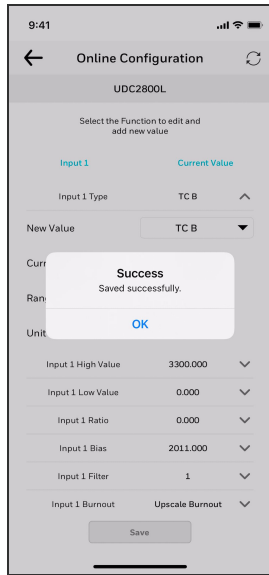 9:41
Online Configuration
UDC2800L
Select the Function to edit and
add new value
Input 1 Current Value
Input 1 Type TC B
New Value TC B
Curr
Success
Saved successfully.
Ran
OK
Unit
Input 1 High Value 3300.000
Input 1 Low Value 0.000
Input 1 Ratio 0.000
Input 1 Bias 2011.000
Input 1 Filter 1
Input 1 Burnout Upscale Burnout
Save